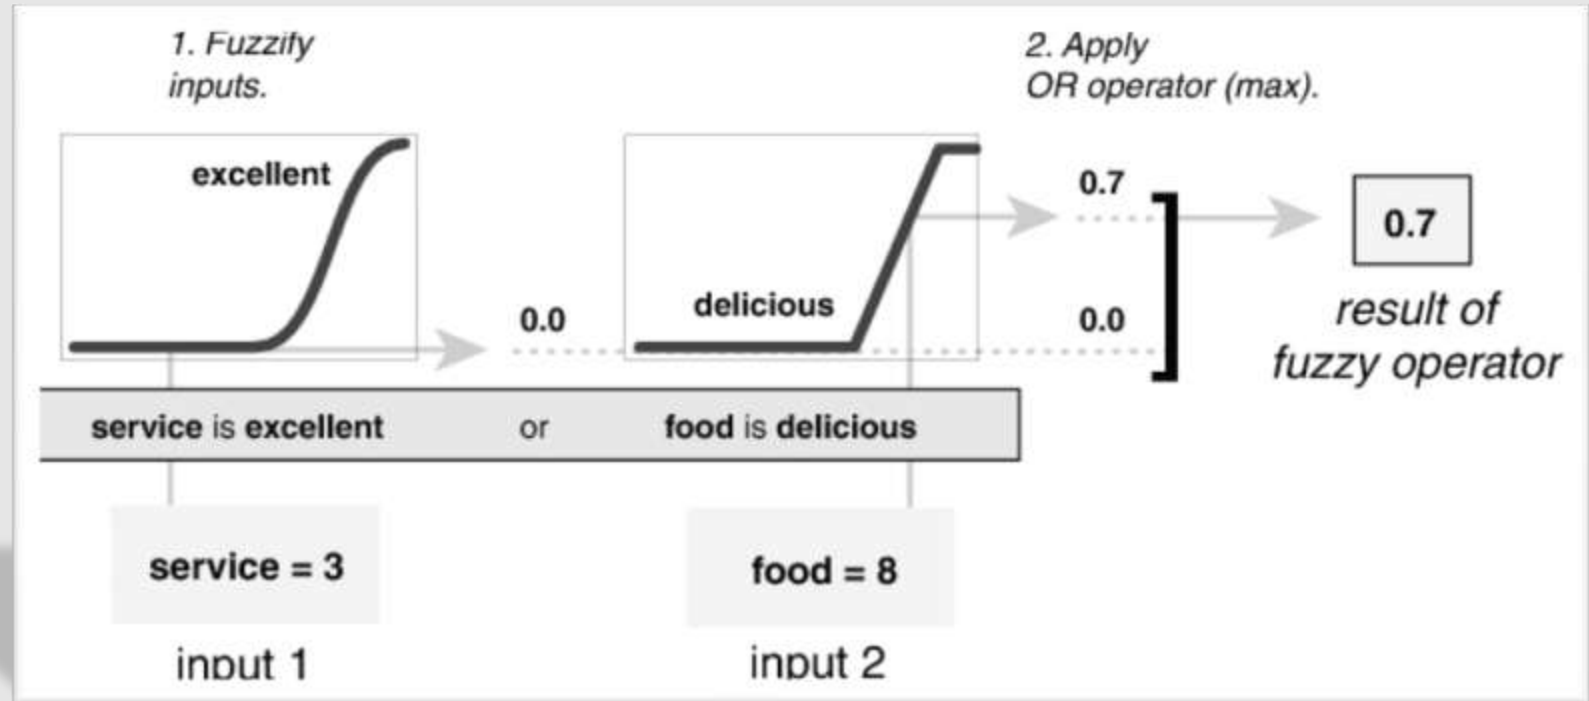 1. Fuzzify
inputs.
2. Apply
OR operator (max).
excellent
0.0
delicious
0.7
0.0
0.7
result of
fuzzy operator
service is excellent or food is delicious
service = 3
food = 8
input 1
input 2